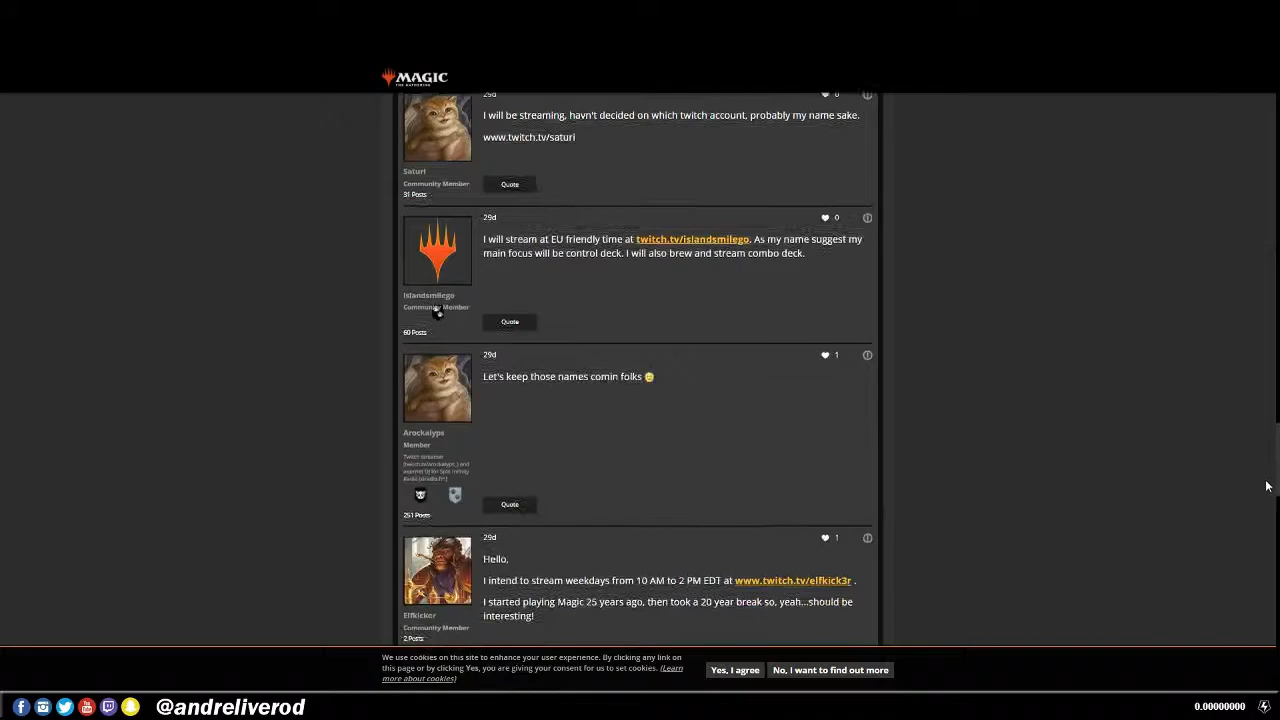 MAGIC
THE GATHERING
29d
0
I will be streaming, havn't decided on which twitch account, probably my name sake.
www.twitch.tv/saturi
Saturi
Community Member
31 Posts
Quote
29d
0
I will stream at EU friendly time at twitch.tv/islandsmilego. As my name suggest my
main focus will be control deck. I will also brew and stream combo deck.
Islandsmilego
Community Member
60 Posts
Quote
29d
1
Let's keep those names comin folks
Arockalyps
Member
Twitch streamer
251 Posts
Quote
29d
1
Hello,
I intend to stream weekdays from 10 AM to 2 PM EDT at www.twitch.tv/elfkick3r .
I started playing Magic 25 years ago, then took a 20 year break so, yeah...should be
interesting!
Elfkicker
Community Member
2 Posts
We use cookies on this site to enhance your user experience. By clicking any link on
this page or by clicking Yes, you are giving your consent for us to set cookies. (Learn
more about cookies)
Yes, I agree
No, I want to find out more
@andreliverod
0.00000000